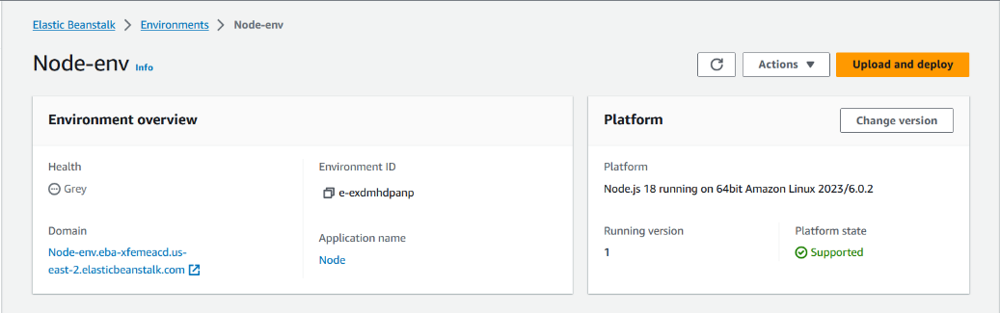 Elastic Beanstalk > Environments > Node-env
Node-env Info
Actions
Upload and deploy
Environment overview
Health
Grey
Domain
Node-env.eba-xfemeacd.us-
east-2.elasticbeanstalk.com
Environment ID
e-exdmhdpanp
Application name
Node
Platform
Change version
Platform
Node.js 18 running on 64bit Amazon Linux 2023/6.0.2
Running version
1
Platform state
Supported